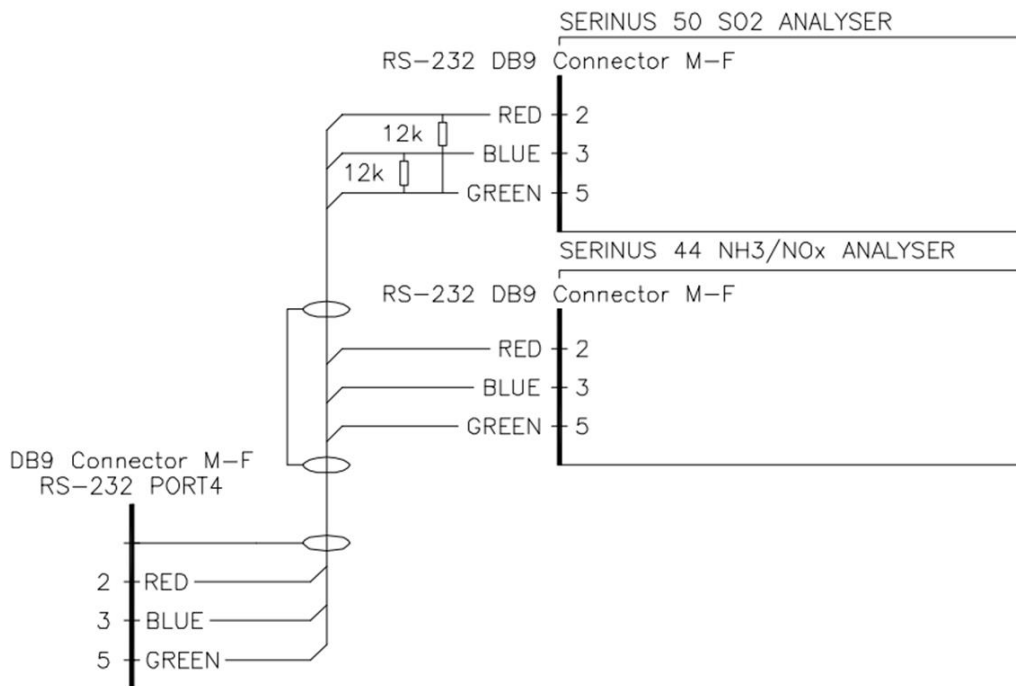 SERINUS 50 SO2 ANALYSER
RS-232 DB9 Connector M-F
RED 2
12k
BLUE 3
12k
GREEN 5
SERINUS 44 NH3/NOx ANALYSER
RS-232 DB9 Connector M-F
RED 2
BLUE 3
GREEN 5
DB9 Connector M-F
RS-232 PORT4
2 RED
3 BLUE
5 GREEN